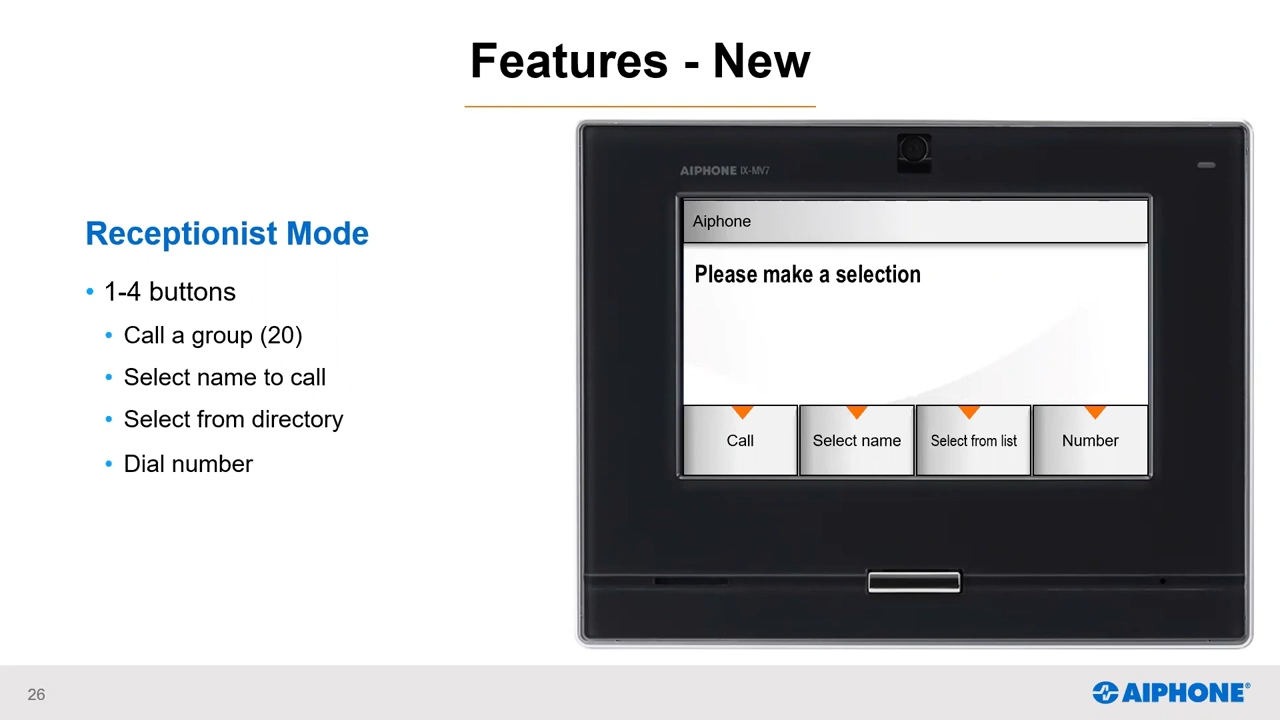 Features - New
Receptionist Mode
• 1-4 buttons
• Call a group (20)
• Select name to call
• Select from directory
• Dial number
AIPHONE IX-MV7
Aiphone
Please make a selection
Call
Select name
Select from list
Number
26
AIPHONE®